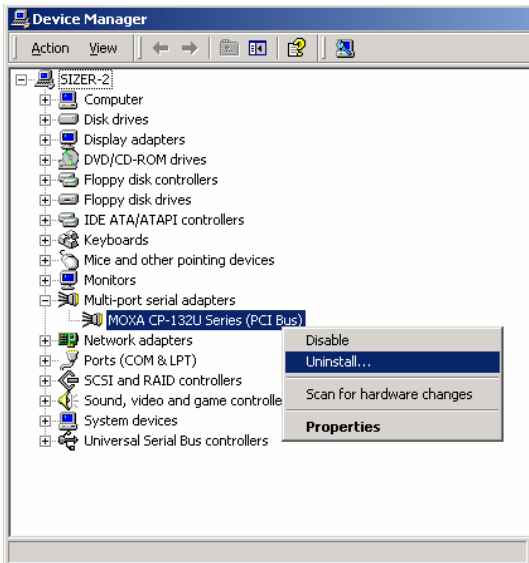 Device Manager
Action View
SIZER-2
Computer
Disk drives
Display adapters
DVD/CD-ROM drives
Floppy disk controllers
Floppy disk drives
IDE ATA/ATAPI controllers
Keyboards
Mice and other pointing devices
Monitors
Multi-port serial adapters
MOXA CP-132U Series (PCI Bus)
Network adapters
Ports (COM & LPT)
SCSI and RAID controllers
Sound, video and game controlle
System devices
Universal Serial Bus controllers
Disable
Uninstall...
Scan for hardware changes
Properties